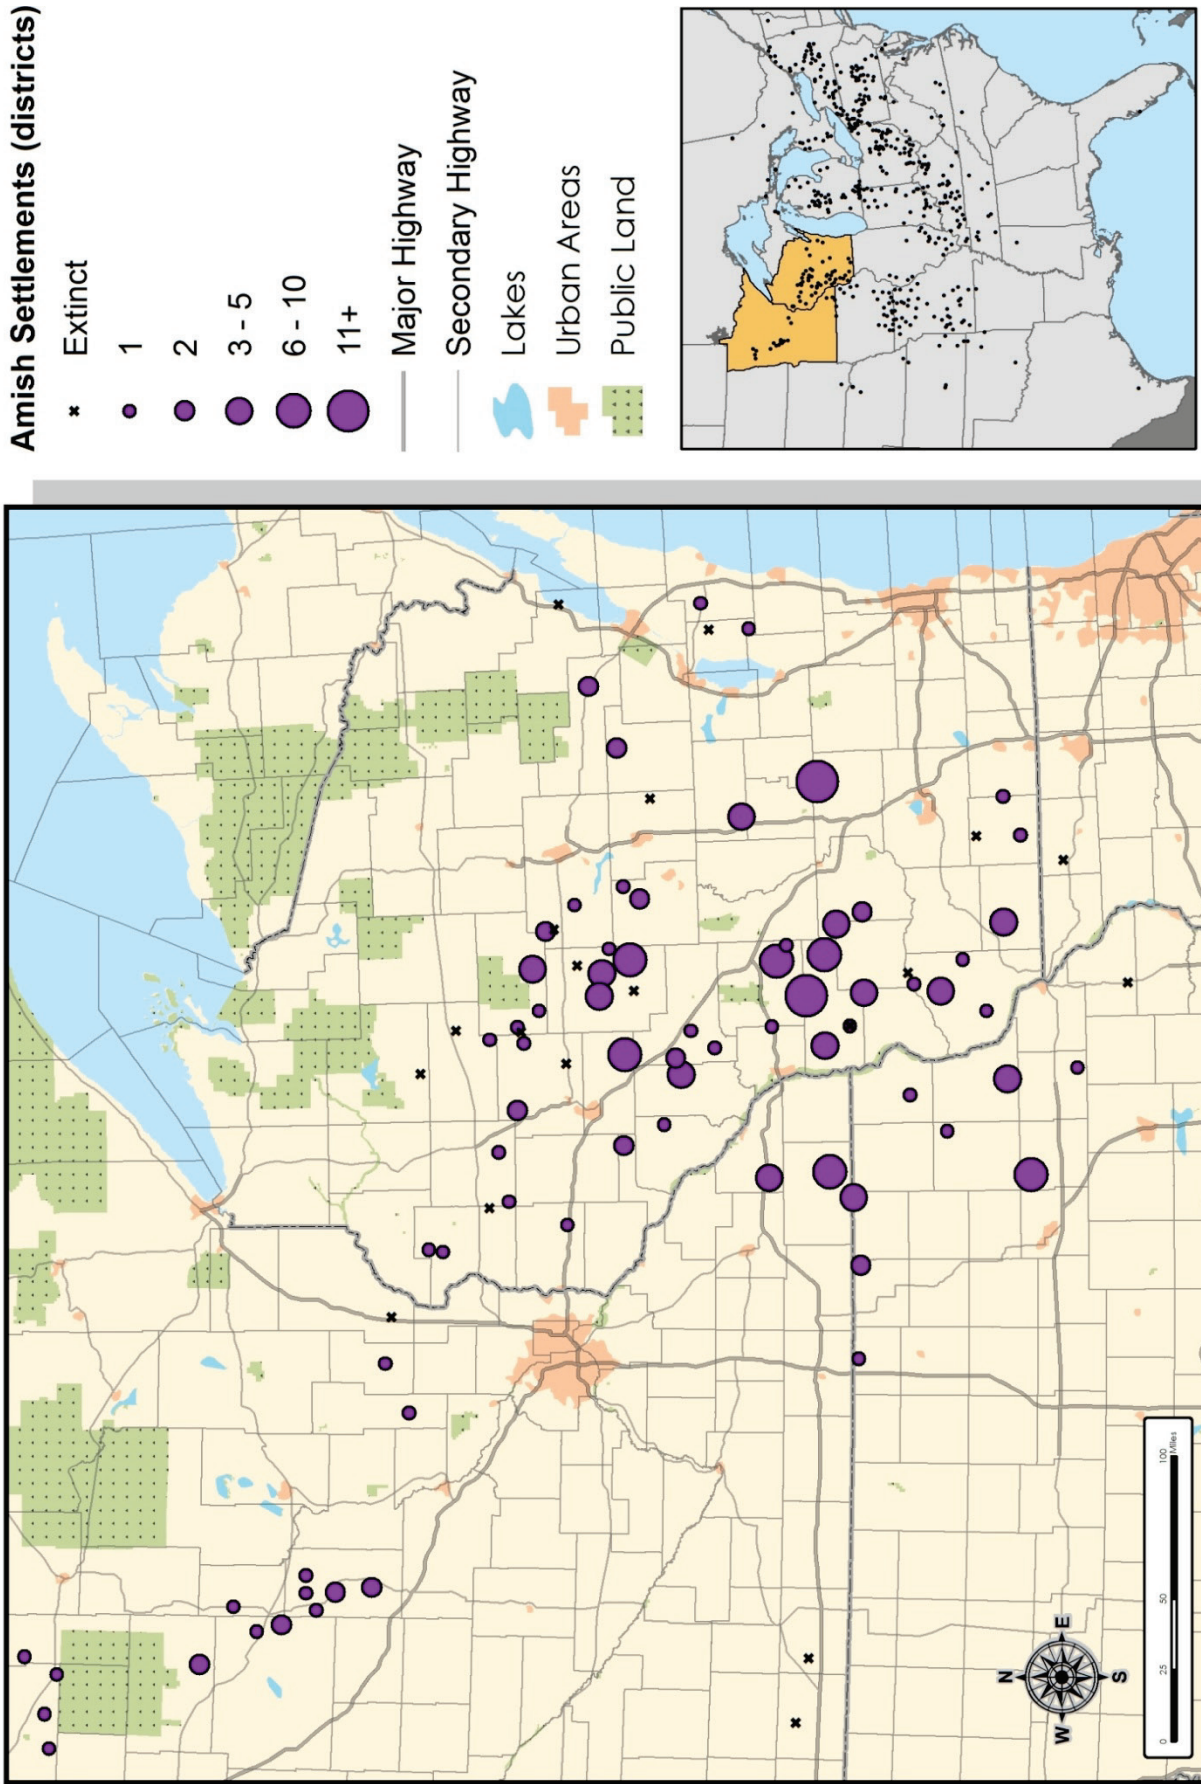 Amish Settlements (districts)
Extinct
1
2
3 - 5
6 - 10
11+
Major Highway
Secondary Highway
Lakes
Urban Areas
Public Land
N
W
E
S
0
25
50
100
Miles